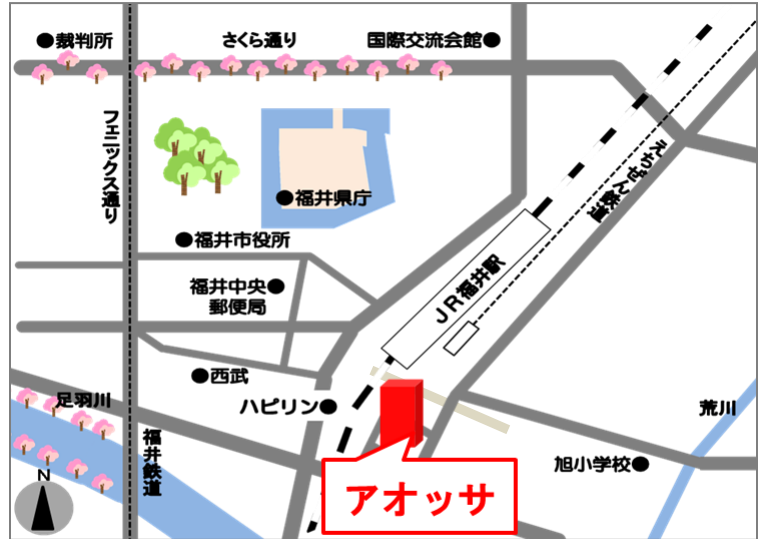 ●裁判所
さくら通り
国際交流会館●
フェニックス通り
えちぜん鉄道
●福井県庁
●福井市役所
JR福井駅
福井中央●
郵便局
●西武
ハピリン●
足羽川
荒川
福井鉄道
旭小学校●
N
アオッサ